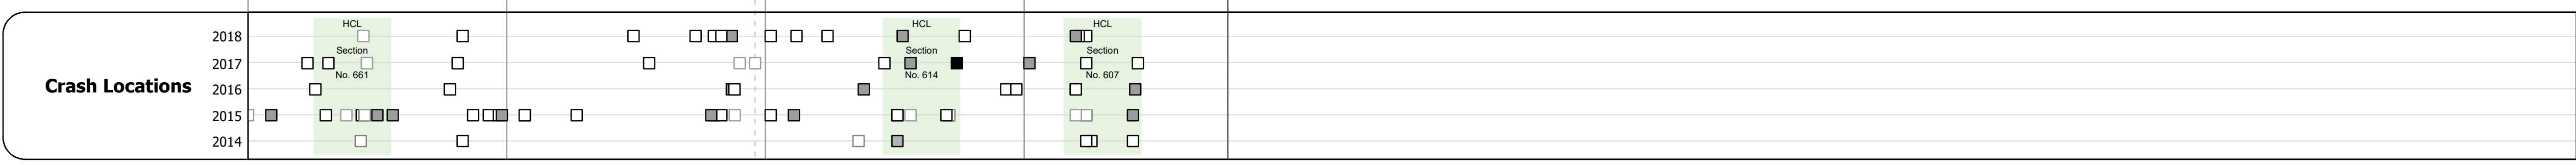 Crash Locations
2018
2017
2016
2015
2014
HCL
Section
No. 661
HCL
Section
No. 614
HCL
Section
No. 607